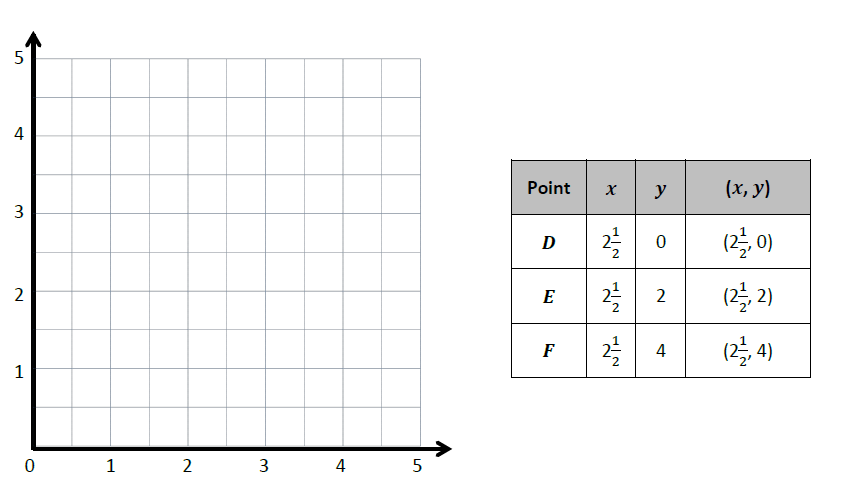 5
4
3
2
1
0 1 2 3 4 5
Point x y (x, y)
D 2½ 0 (2½, 0)
E 2½ 2 (2½, 2)
F 2½ 4 (2½, 4)